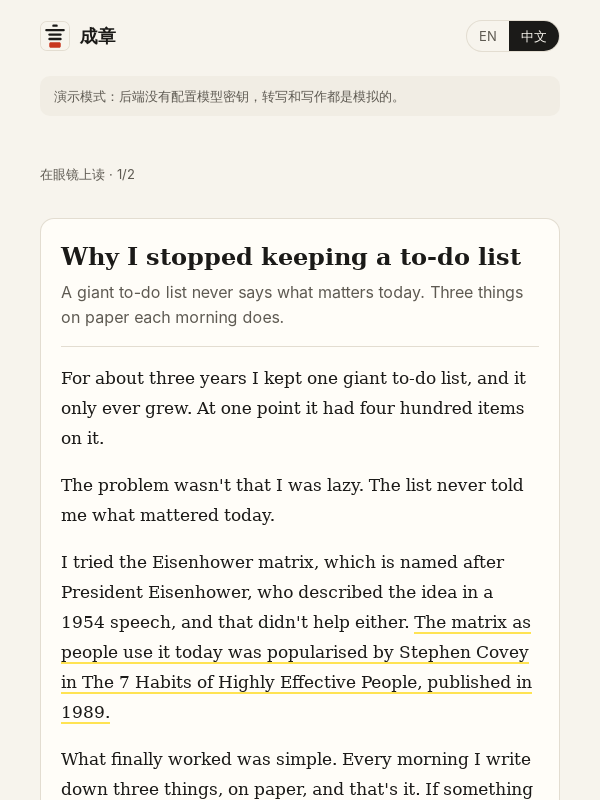 成章
EN 中文
演示模式：后端没有配置模型密钥，转写和写作都是模拟的。
在眼镜上读 · 1/2
Why I stopped keeping a to-do list
A giant to-do list never says what matters today. Three things
on paper each morning does.
For about three years I kept one giant to-do list, and it
only ever grew. At one point it had four hundred items
on it.
The problem wasn't that I was lazy. The list never told
me what mattered today.
I tried the Eisenhower matrix, which is named after
President Eisenhower, who described the idea in a
1954 speech, and that didn't help either. The matrix as
people use it today was popularised by Stephen Covey
in The 7 Habits of Highly Effective People, published in
1989.
What finally worked was simple. Every morning I write
down three things, on paper, and that's it. If something